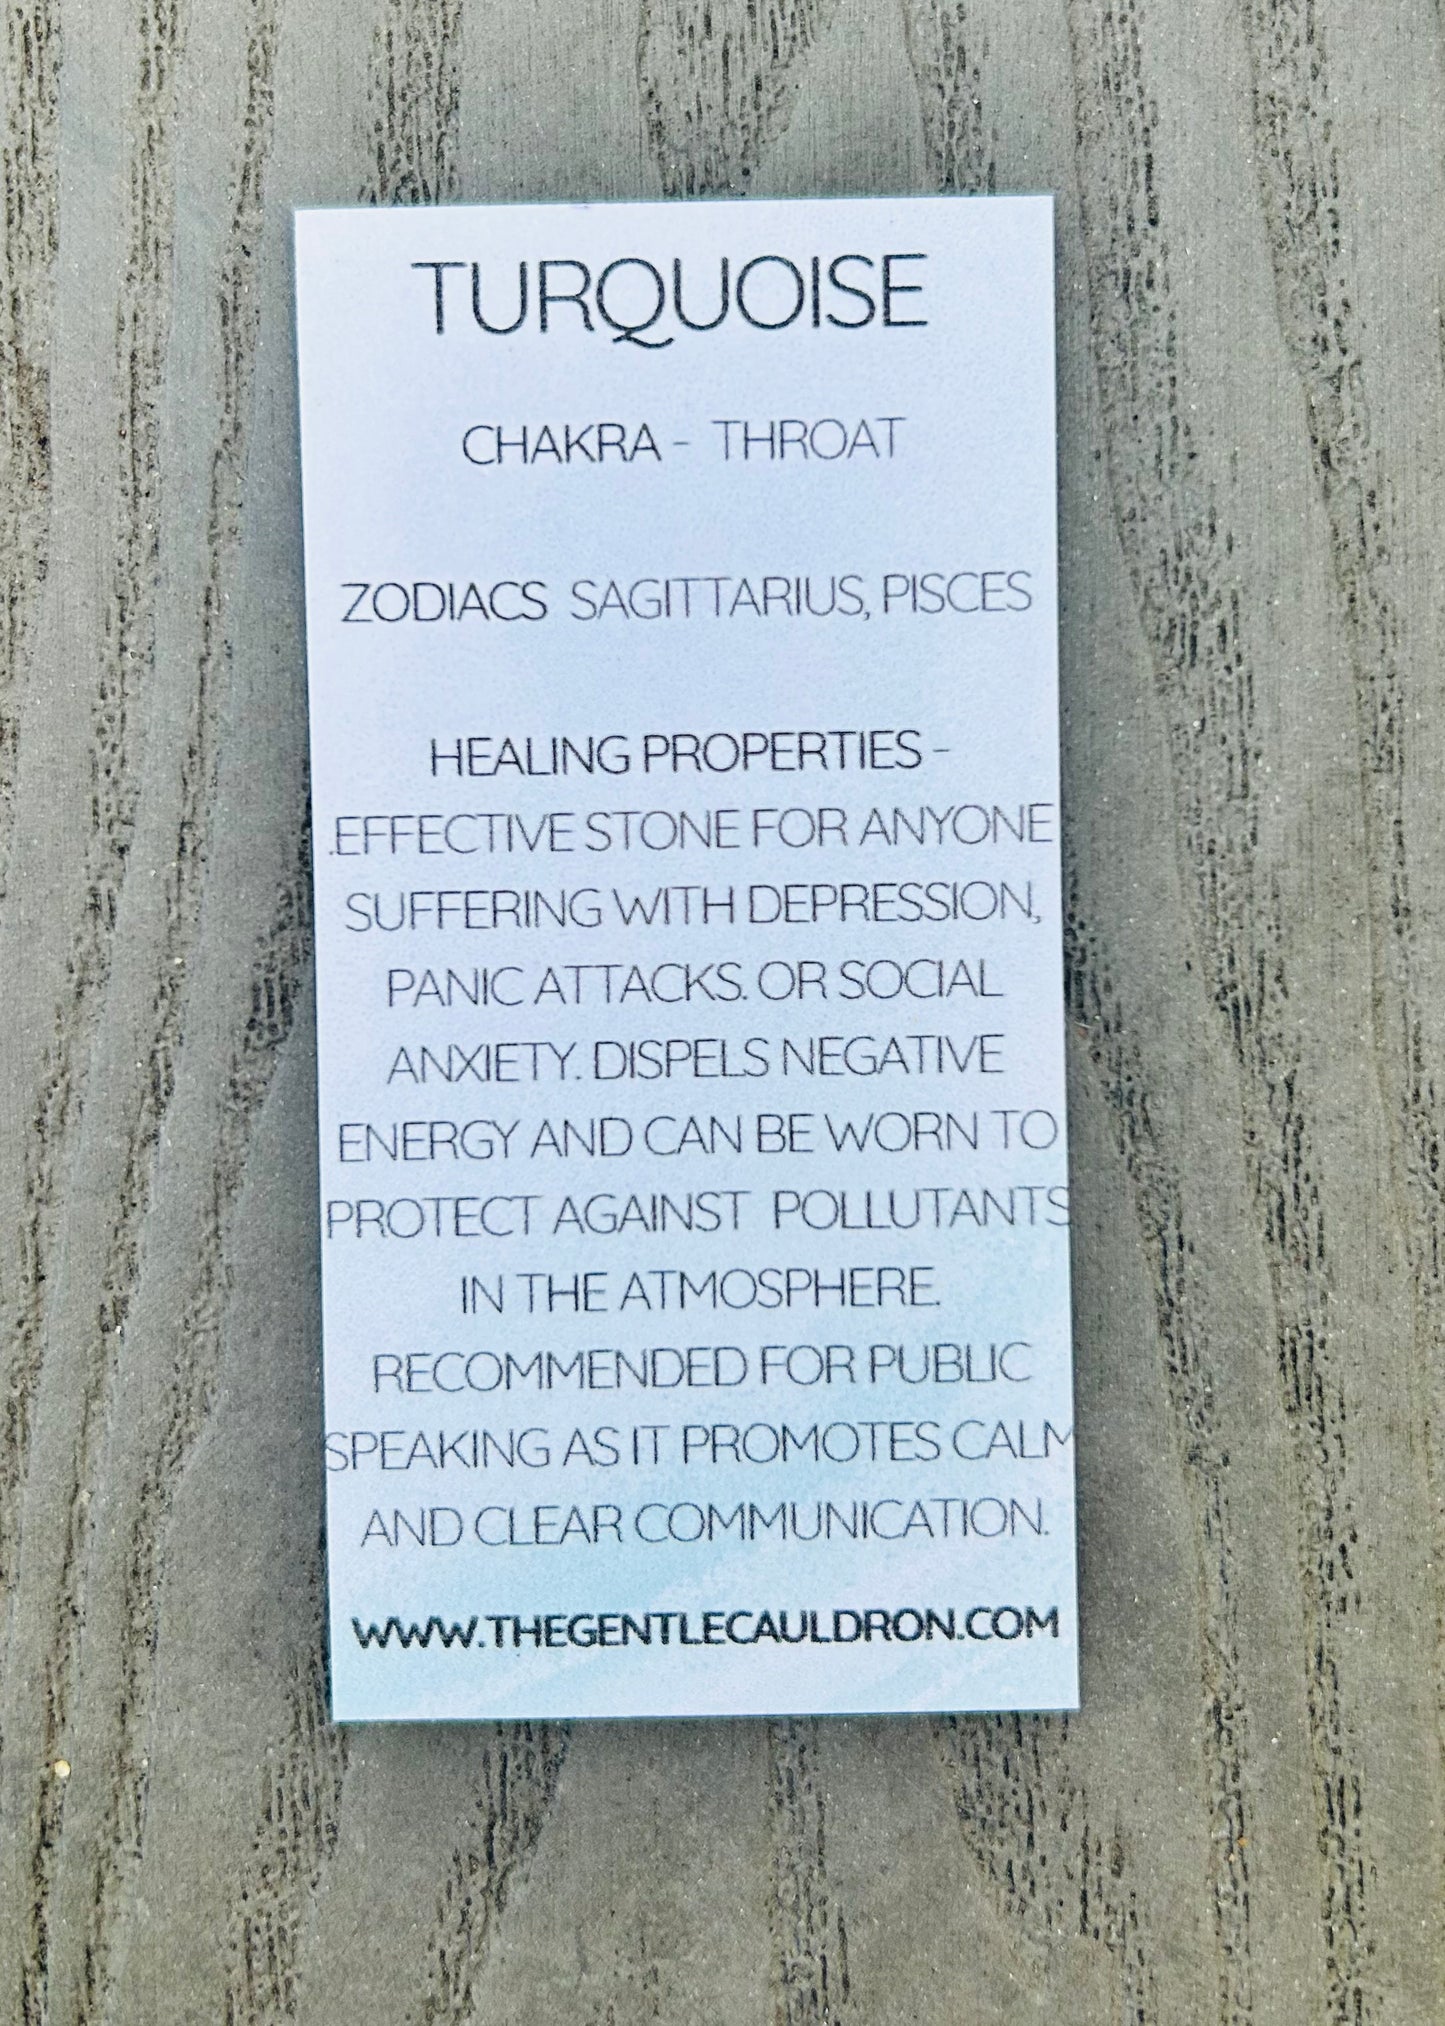 TURQUOISE
CHAKRA - THROAT
ZODIACS SAGITTARIUS, PISCES
HEALING PROPERTIES -
.EFFECTIVE STONE FOR ANYONE
SUFFERING WITH DEPRESSION,
PANIC ATTACKS. OR SOCIAL
ANXIETY. DISPELS NEGATIVE
ENERGY AND CAN BE WORN TO
PROTECT AGAINST POLLUTANTS
IN THE ATMOSPHERE.
RECOMMENDED FOR PUBLIC
SPEAKING AS IT PROMOTES CALM
AND CLEAR COMMUNICATION.
WWW.THEGENTLECAULDRON.COM